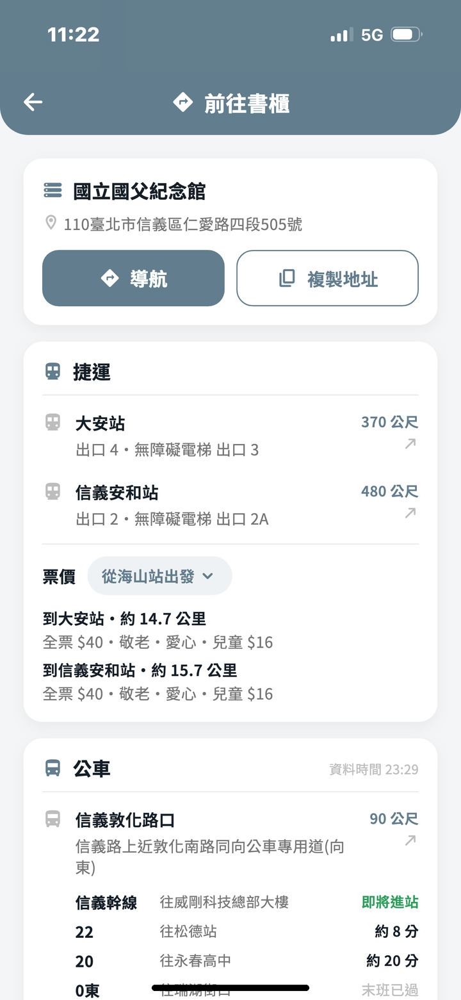 11:22
5G
前往書櫃
國立國父紀念館
110臺北市信義區仁愛路四段505號
導航
複製地址
捷運
大安站
370 公尺
出口 4・無障礙電梯 出口 3
信義安和站
480 公尺
出口 2・無障礙電梯 出口 2A
票價
從海山站出發
到大安站・約 14.7 公里
全票 $40・敬老・愛心・兒童 $16
到信義安和站・約 15.7 公里
全票 $40・敬老・愛心・兒童 $16
公車
資料時間 23:29
信義敦化路口
90 公尺
信義路上近敦化南路同向公車專用道(向
東)
信義幹線 往威剛科技總部大樓 即將進站
22 往松德站 約 8 分
20 往永春高中 約 20 分
0東 往瑞湖街口 末班已過